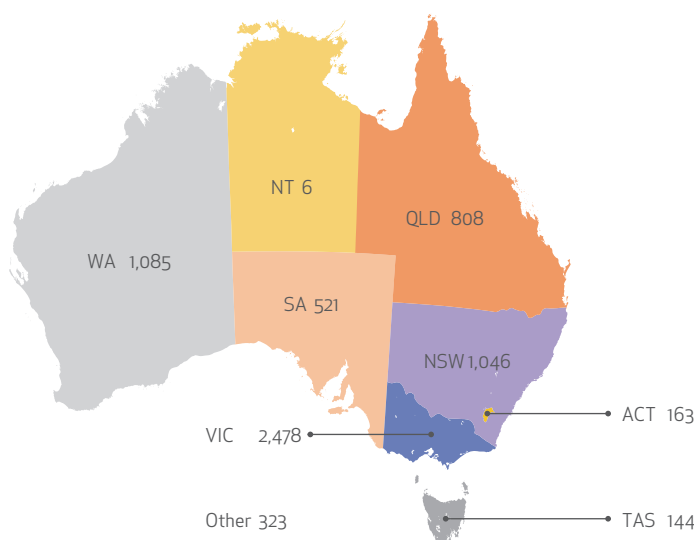 NT 6
QLD 808
WA 1,085
SA 521
NSW 1,046
ACT 163
VIC 2,478
Other 323
TAS 144